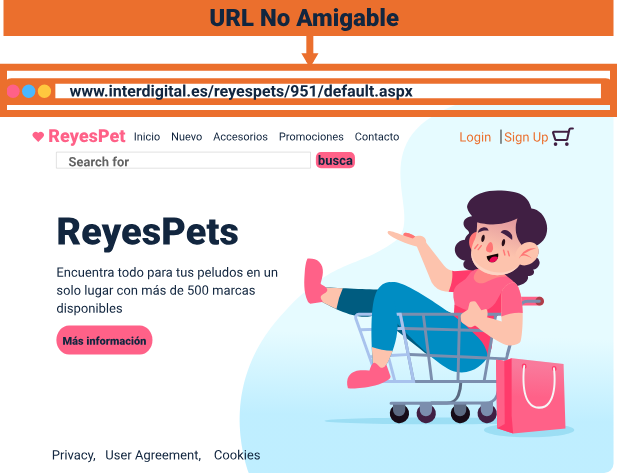 URL No Amigable
www.interdigital.es/reyespets/951/default.aspx
ReyesPet Inicio Nuevo Accesorios Promociones Contacto Login | Sign Up
Search for busca
ReyesPets
Encuentra todo para tus peludos en un
solo lugar con más de 500 marcas
disponibles
Más información
Privacy, User Agreement, Cookies